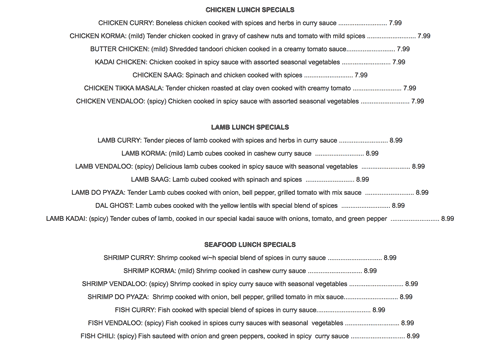 CHICKEN LUNCH SPECIALS
CHICKEN CURRY: Boneless chicken cooked with spices and herbs in curry sauce ........................ 7.99
CHICKEN KORMA: (mild) Tender chicken cooked in gravy of cashew nuts and tomato with mild spices ........................ 7.99
BUTTER CHICKEN: (mild) Shredded tandoori chicken cooked in a creamy tomato sauce................. 7.99
KADAI CHICKEN: Chicken cooked in spicy sauce with assorted seasonal vegetables ........................ 7.99
CHICKEN SAAG: Spinach and chicken cooked with spices ........................ 7.99
CHICKEN TIKKA MASALA: Tender chicken roasted at clay oven cooked with creamy tomato ........................ 7.99
CHICKEN VENDALOO: (spicy) Chicken cooked in spicy sauce with assorted seasonal vegetables ........................ 7.99
LAMB LUNCH SPECIALS
LAMB CURRY: Tender pieces of lamb cooked with spices and herbs in curry sauce ........................ 8.99
LAMB KORMA: (mild) Lamb cubes cooked in cashew curry sauce ........................ 8.99
LAMB VENDALOO: (spicy) Delicious lamb cubes cooked in spicy sauce with seasonal vegetables ........................ 8.99
LAMB SAAG: Lamb cubed cooked with spinach and spices ........................ 8.99
LAMB DO PYAZA: Tender Lamb cubes cooked with onion, bell pepper, grilled tomato with mix sauce ........................ 8.99
DAL GHOST: Lamb cubes cooked with the yellow lentils with special blend of spices ........................ 8.99
LAMB KADAI: (spicy) Tender cubes of lamb, cooked in our special kadai sauce with onions, tomato, and green pepper ........................ 8.99
SEAFOOD LUNCH SPECIALS
SHRIMP CURRY: Shrimp cooked wi~h special blend of spices in curry sauce ........................... 8.99
SHRIMP KORMA: (mild) Shrimp cooked in cashew curry sauce ........................... 8.99
SHRIMP VENDALOO: (spicy) Shrimp cooked in spicy curry sauce with seasonal vegetables ........................... 8.99
SHRIMP DO PYAZA: Shrimp cooked with onion, bell pepper, grilled tomato in mix sauce........................... 8.99
FISH CURRY: Fish cooked with special blend of spices in curry sauce........................... 8.99
FISH VENDALOO: (spicy) Fish cooked in spices curry sauces with seasonal vegetables ........................... 8.99
FISH CHILI: (spicy) Fish sauteed with onion and green peppers, cooked in spicy curry sauce ........................... 8.99